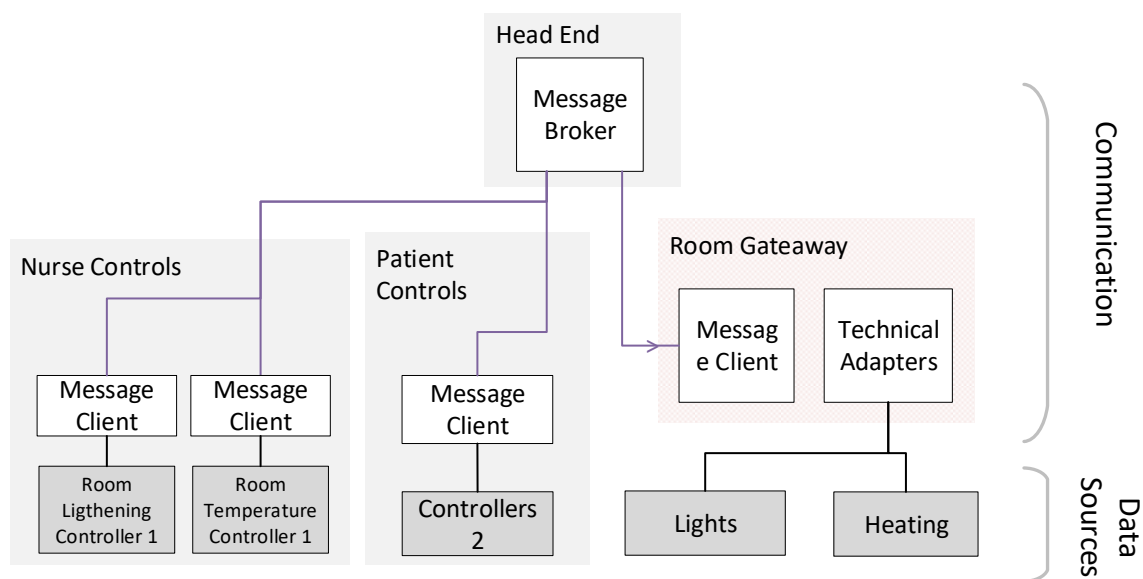 Head End
Message
Broker
Communication
Nurse Controls
Patient
Controls
Room Gateaway
Messag
e Client
Technical
Adapters
Message
Client
Message
Client
Message
Client
Room
Ligthening
Controller 1
Room
Temperature
Controller 1
Controllers
2
Lights
Heating
Data
Sources